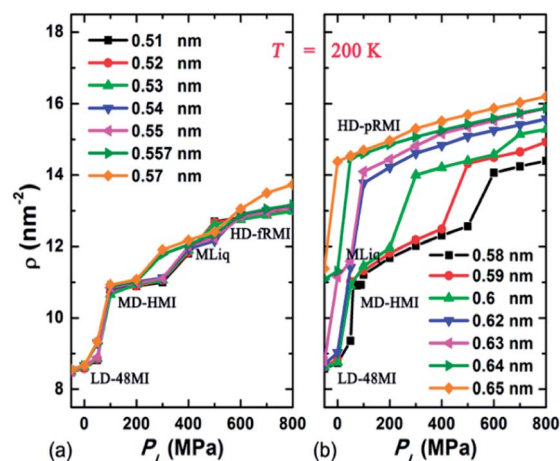 T = 200 K
18
16
14
12
10
8
ρ (nm-2)
0.51 nm
0.52 nm
0.53 nm
0.54 nm
0.55 nm
0.557 nm
0.57 nm
HD-fRMI
MLiq
MD-HMI
LD-48MI
0 200 400 600 800
(a) Pl (MPa)
HD-pRMI
MLiq
MD-HMI
LD-48MI
0.58 nm
0.59 nm
0.6 nm
0.62 nm
0.63 nm
0.64 nm
0.65 nm
0 200 400 600 800
(b) Pl (MPa)